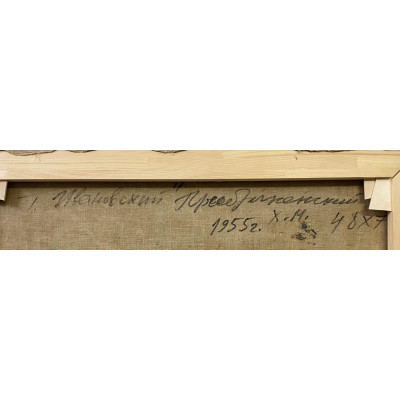 г. Ивановский "Преображенский
1955г. х.м. 48х7